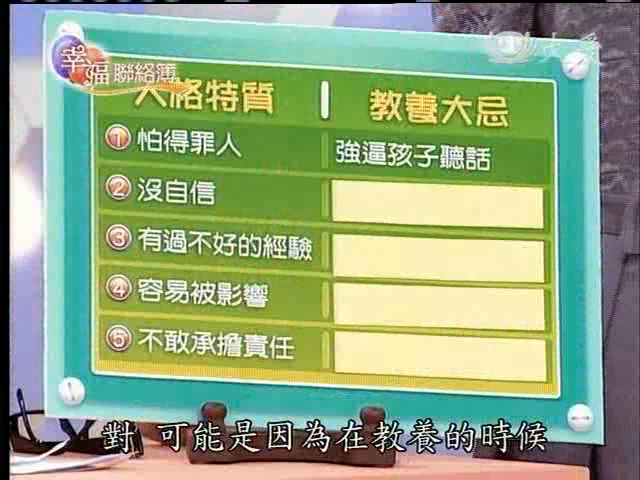 大愛
幸福 聯絡簿
人格特質 教養大忌
1 怕得罪人 強逼孩子聽話
2 沒自信
3 有過不好的經驗
4 容易被影響
5 不敢承擔責任
對 可能是因為在教養的時候